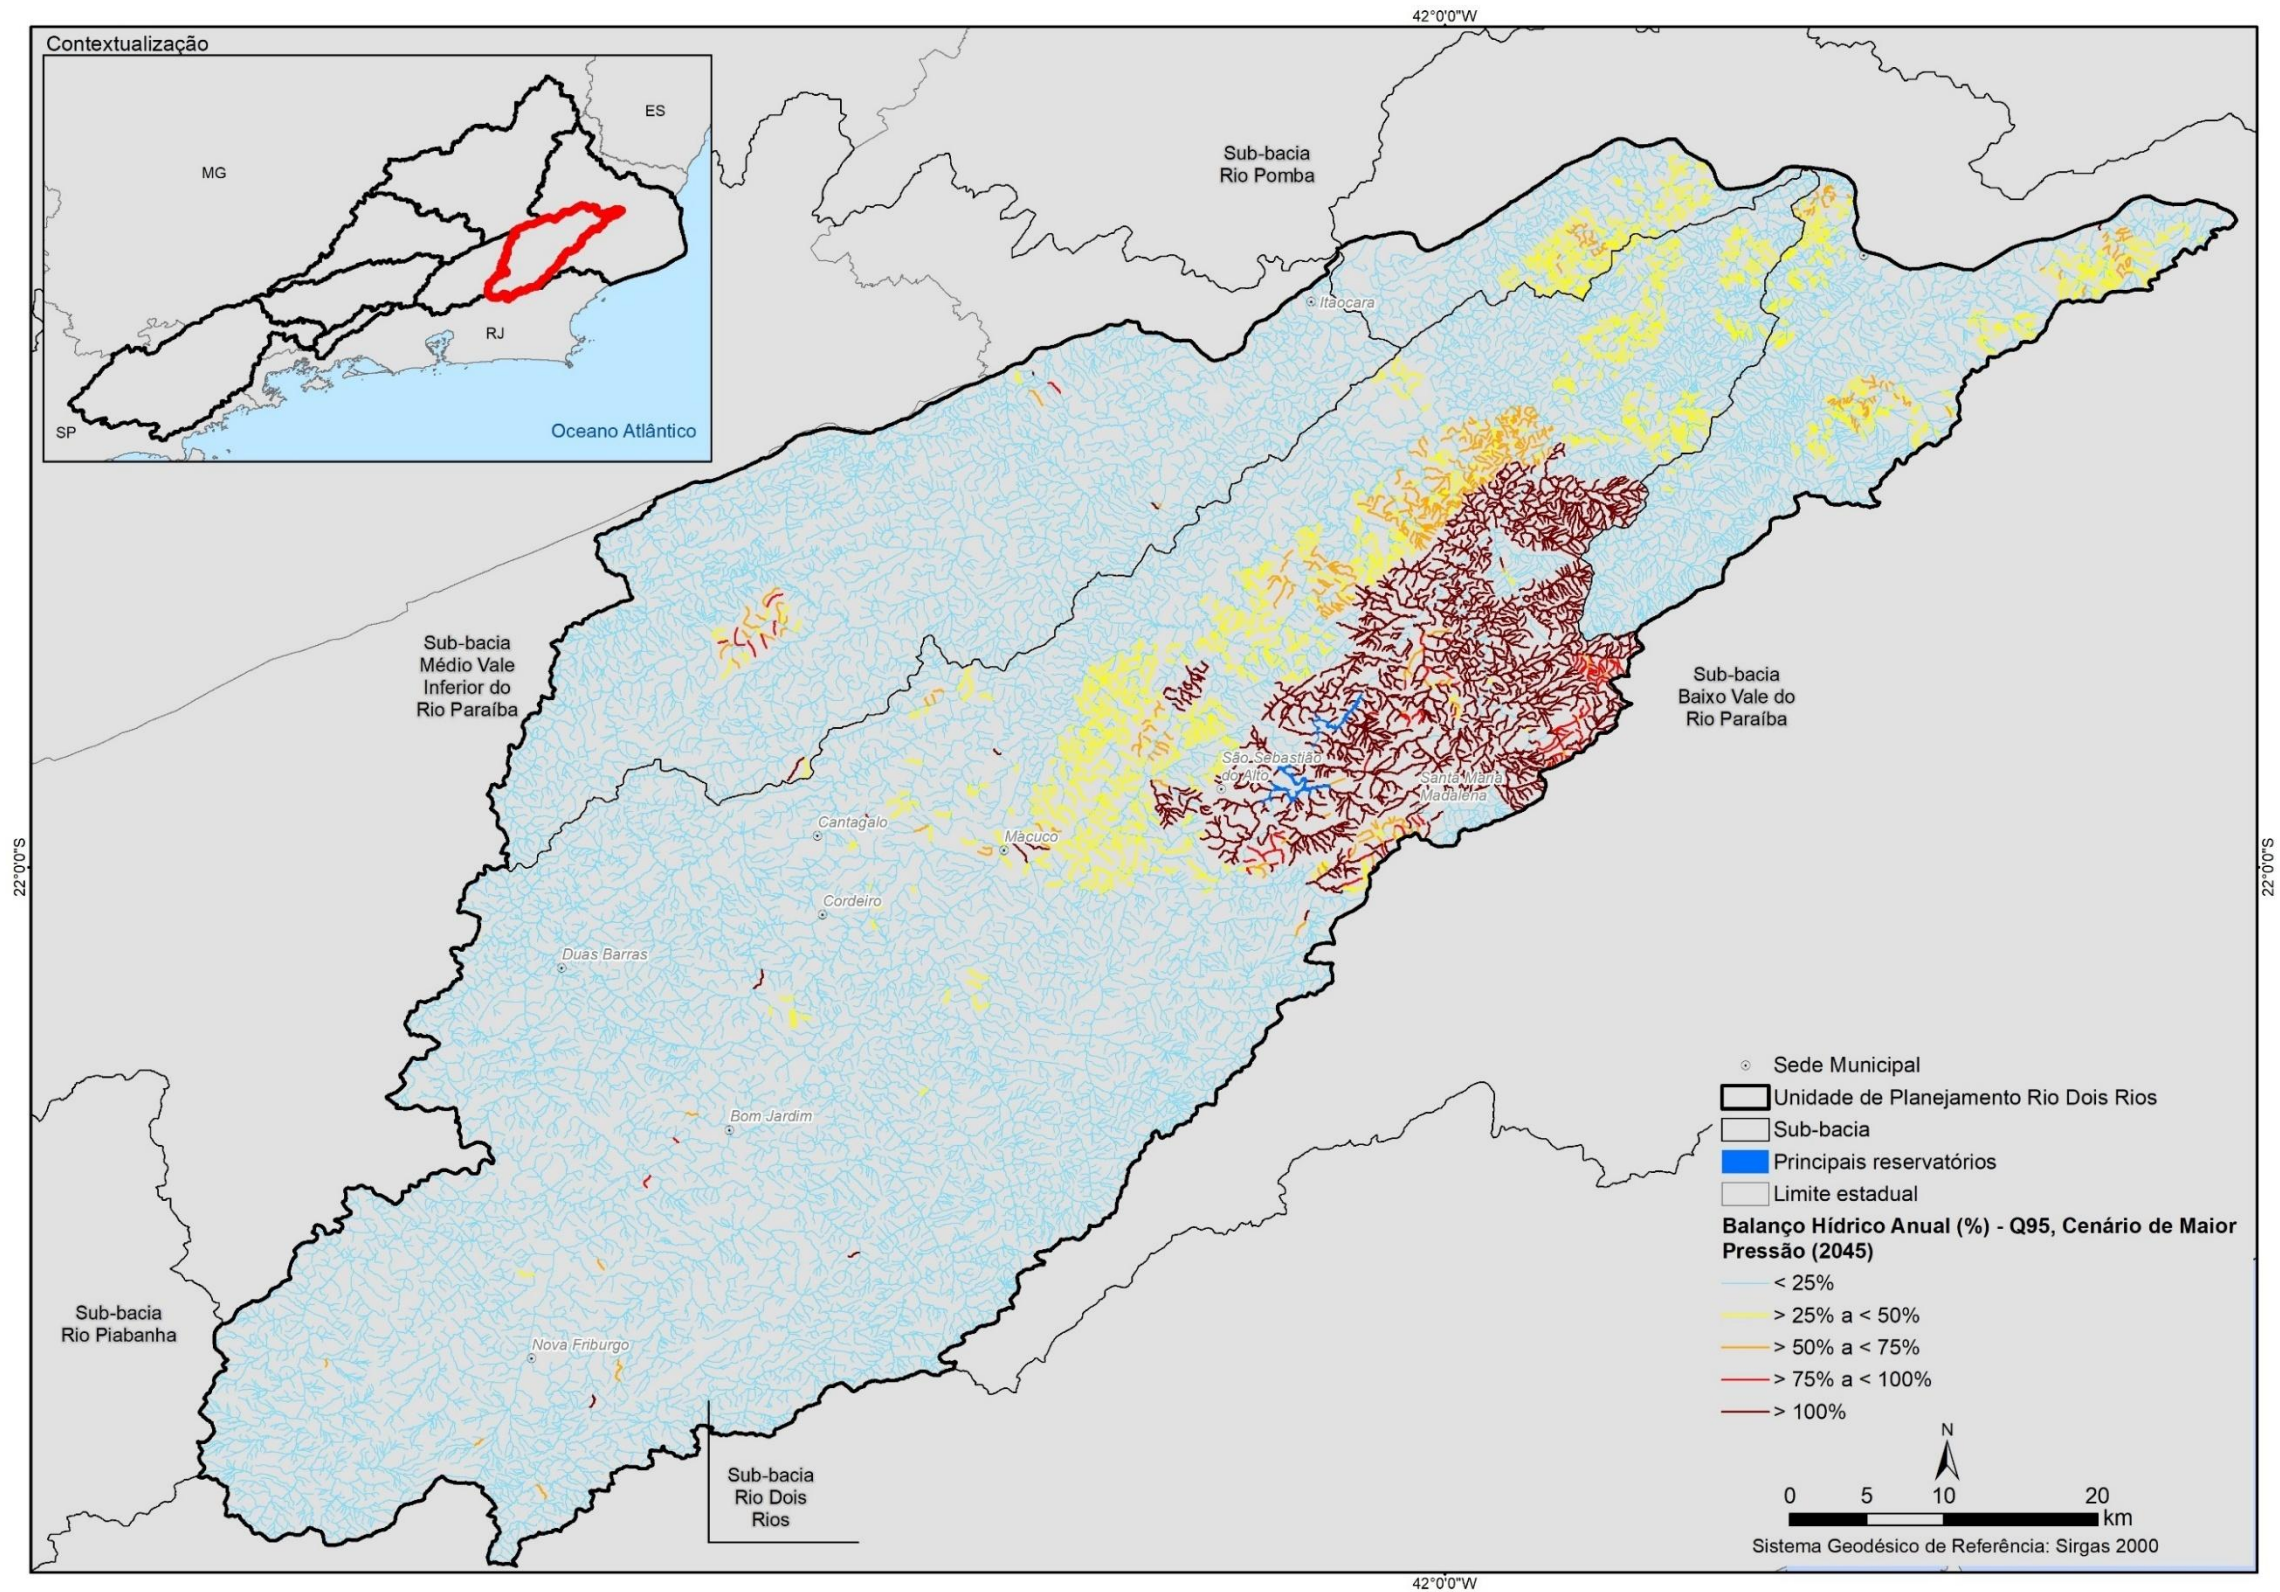 42°0'0"W
Contextualização
ES
MG
RJ
SP
Oceano Atlântico
Sub-bacia
Rio Pomba
Itaocara
Sub-bacia
Médio Vale
Inferior do
Rio Paraíba
Sub-bacia
Baixo Vale do
Rio Paraíba
São Sebastião
do Alto
Santa Maria
Madalena
Cantagalo
Macuco
22°0'0"S
22°0'0"S
Cordeiro
Duas Barras
Bom Jardim
Sub-bacia
Rio Piabanha
Nova Friburgo
Sub-bacia
Rio Dois
Rios
Sede Municipal
Unidade de Planejamento Rio Dois Rios
Sub-bacia
Principais reservatórios
Limite estadual
Balanço Hídrico Anual (%) - Q95, Cenário de Maior
Pressão (2045)
< 25%
> 25% a < 50%
> 50% a < 75%
> 75% a < 100%
> 100%
N
0 5 10 20
km
Sistema Geodésico de Referência: Sirgas 2000
42°0'0"W